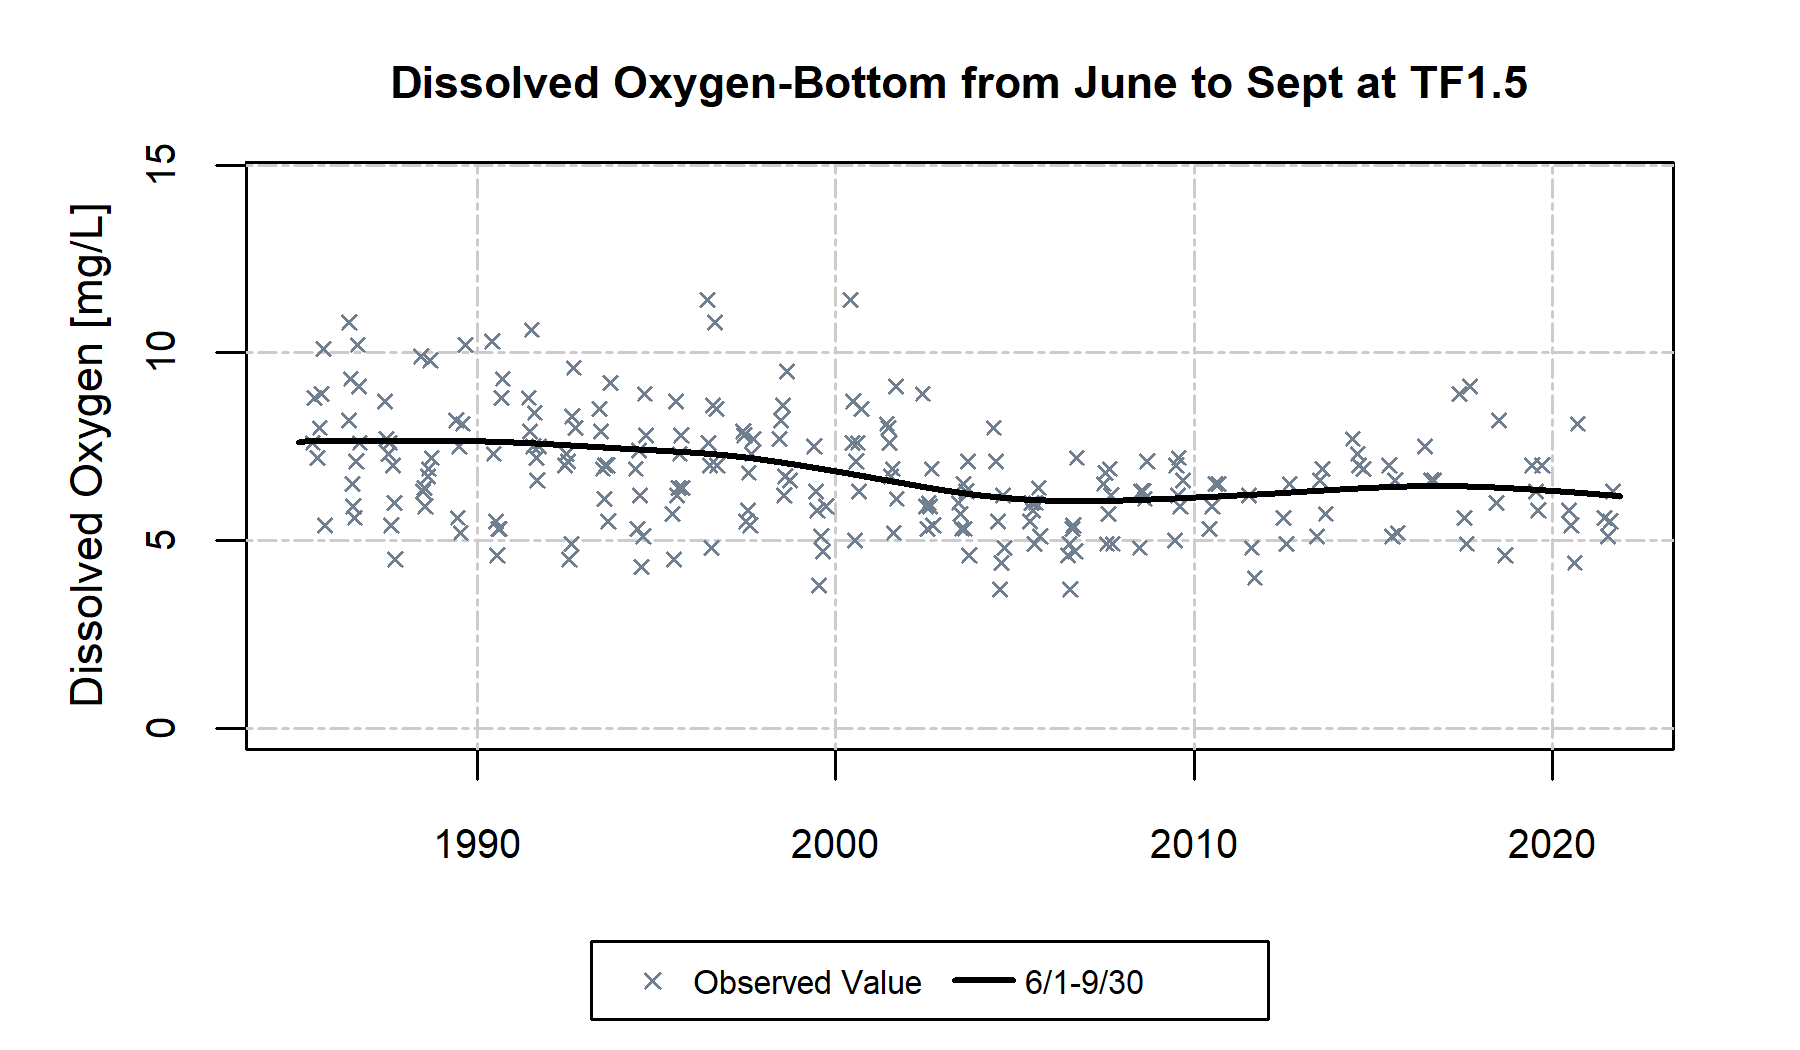 Dissolved Oxygen-Bottom from June to Sept at TF1.5
Dissolved Oxygen [mg/L]
15
10
5
0
1990 2000 2010 2020
Observed Value 6/1-9/30